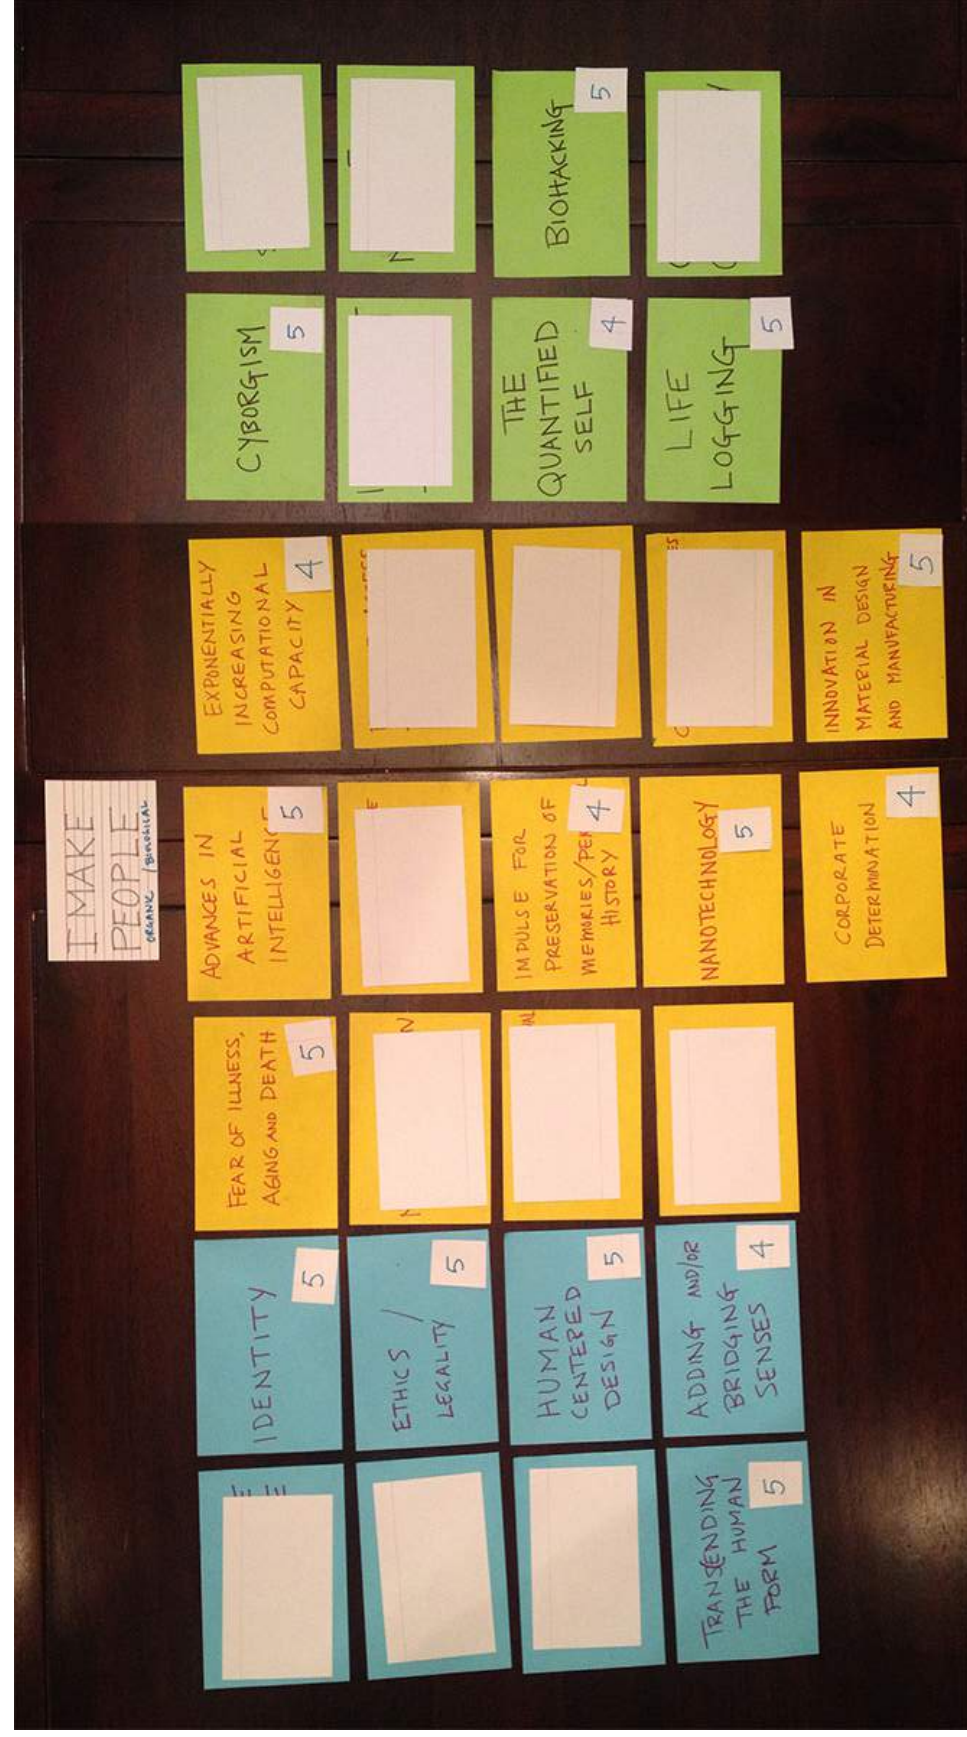 I MAKE
PEOPLE
ORGANIC / BIOLOGICAL
IDENTITY
5
FEAR OF ILLNESS,
AGING AND DEATH
5
ADVANCES IN
ARTIFICIAL
INTELLIGENCE
5
EXPONENTIALLY
INCREASING
COMPUTATIONAL
CAPACITY
4
CYBORGISM
5
ETHICS /
LEGALITY
5
HUMAN
CENTERED
DESIGN
5
IMPULSE FOR
PRESERVATION OF
MEMORIES/PER
HISTORY
4
THE
QUANTIFIED
SELF
4
BIOHACKING
5
TRANSENDING
THE HUMAN
FORM
5
ADDING AND/OR
BRIDGING
SENSES
4
NANOTECHNOLOGY
5
LIFE
LOGGING
5
CORPORATE
DETERMINATION
4
INNOVATION IN
MATERIAL DESIGN
AND MANUFACTURING
5